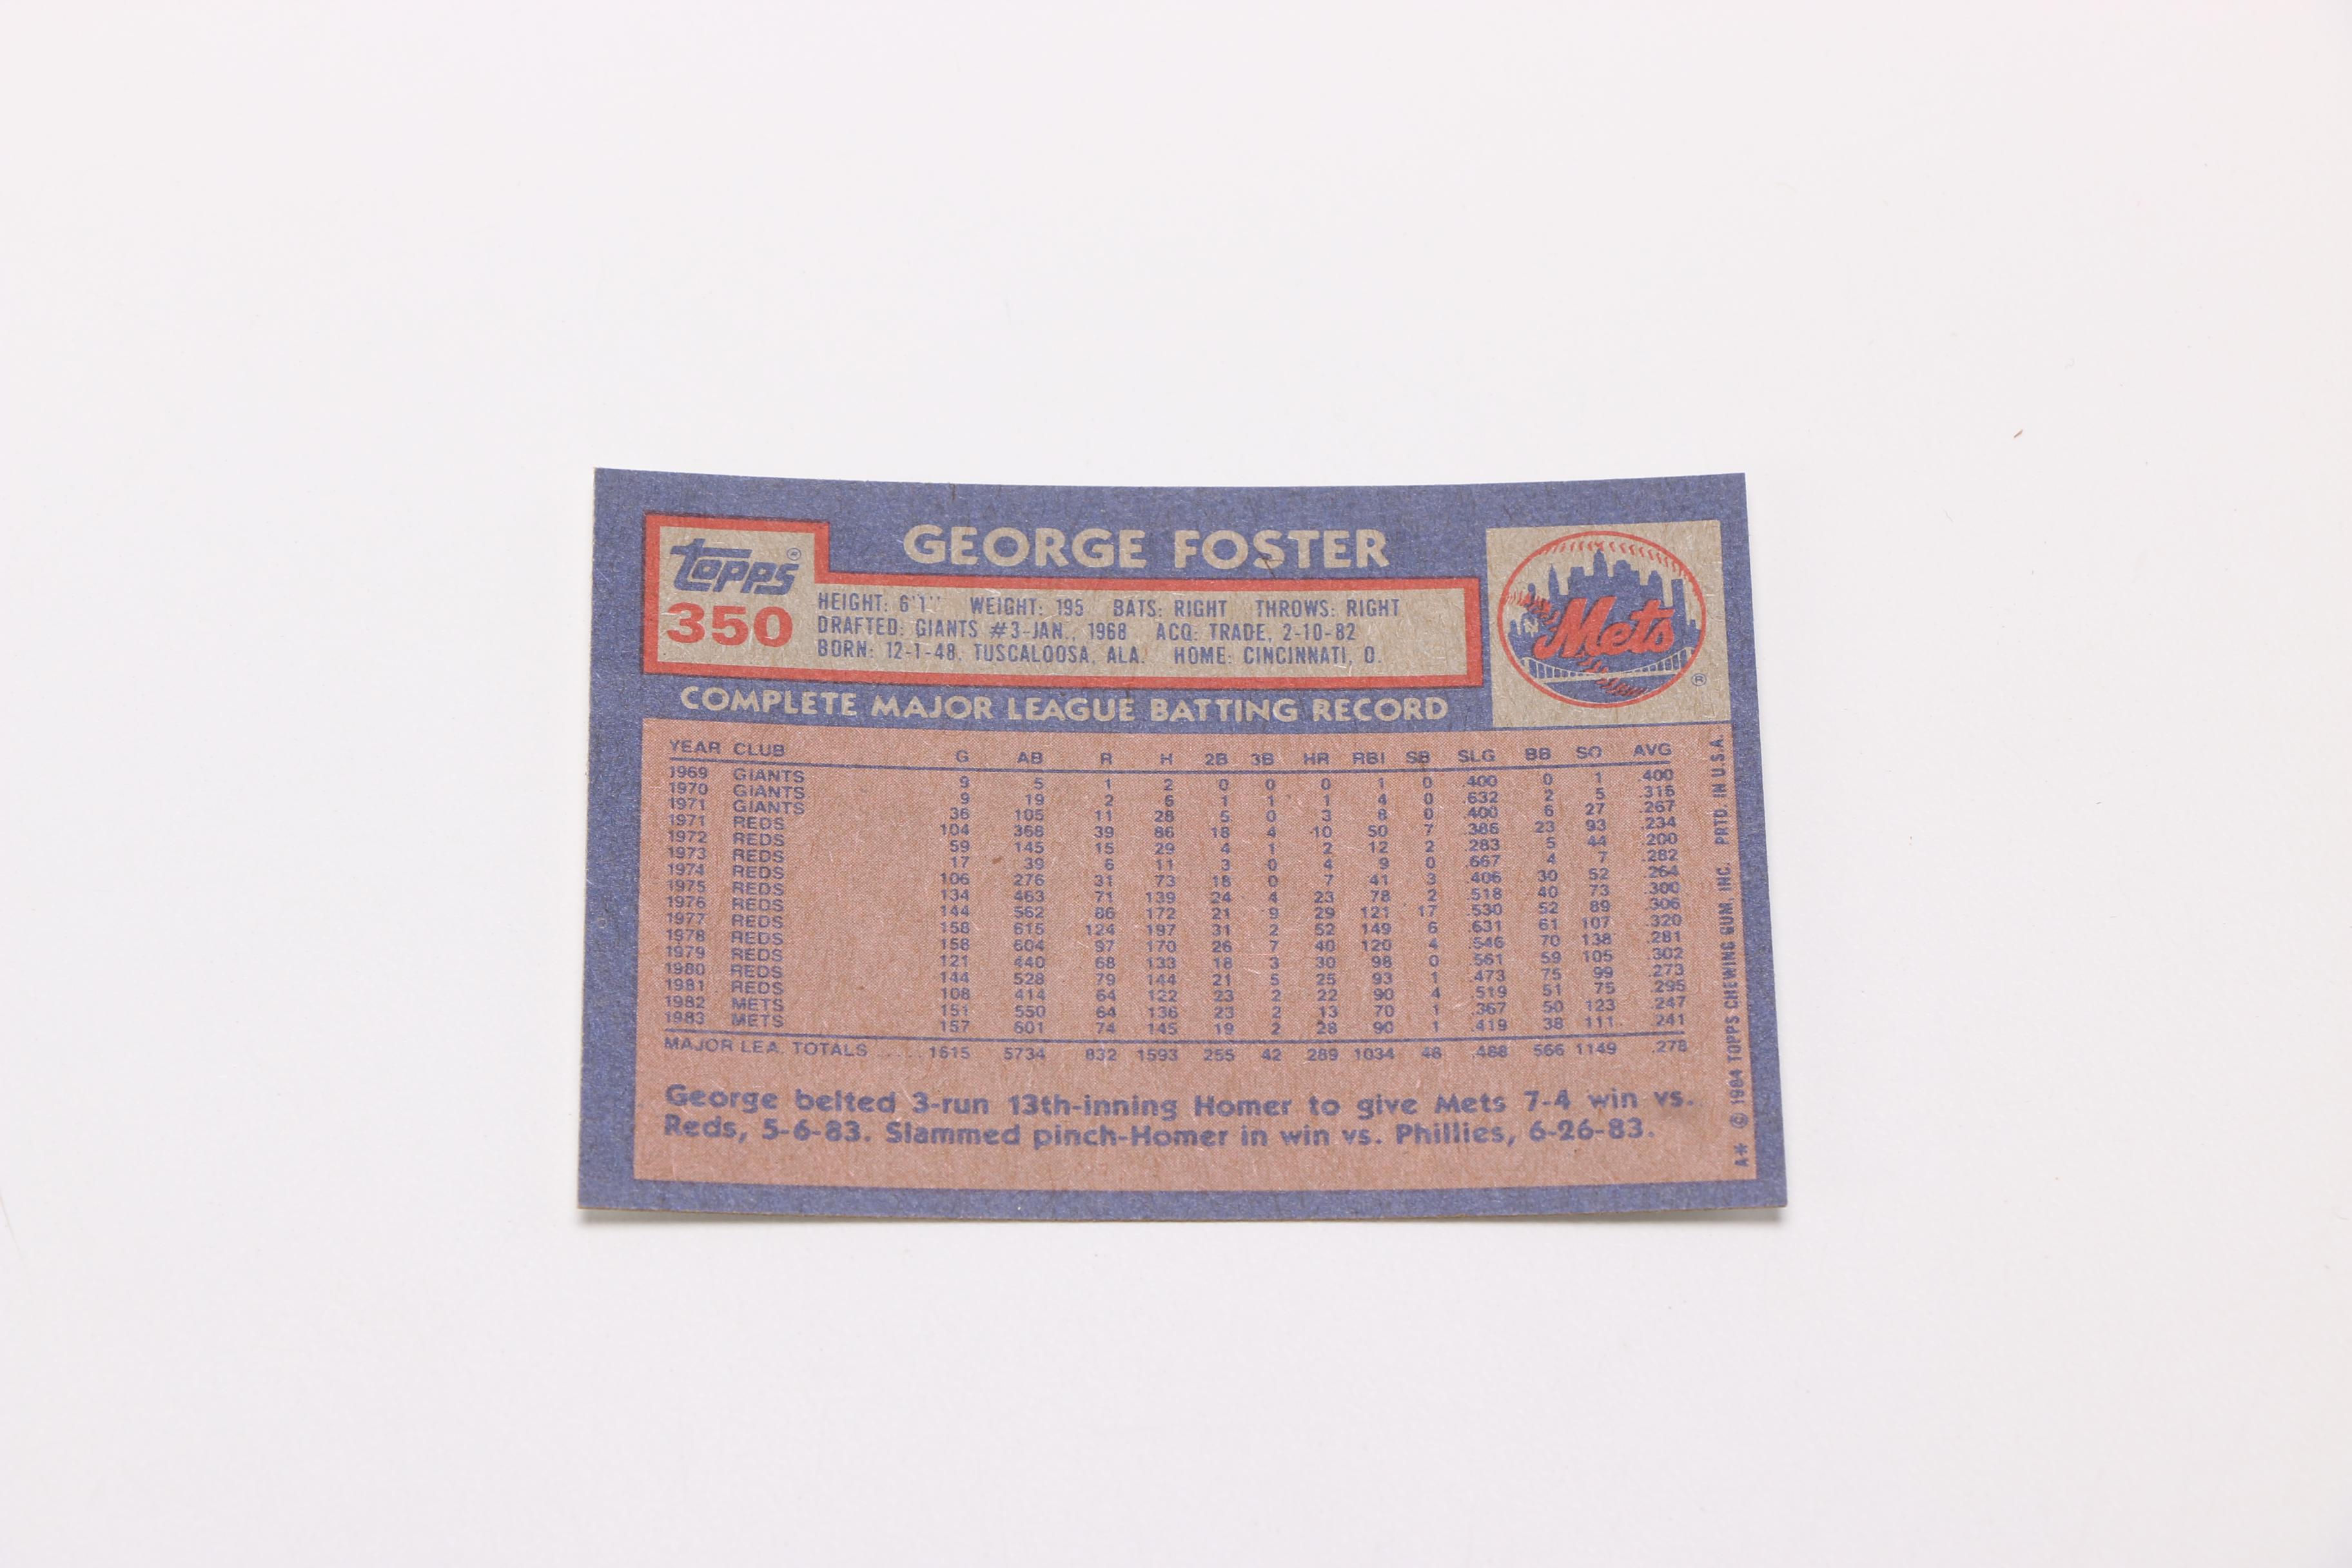 GEORGE FOSTER
topps ®
350
HEIGHT: 6'1" WEIGHT: 195 BATS: RIGHT THROWS: RIGHT
DRAFTED: GIANTS #3-JAN., 1968 ACQ: TRADE, 2-10-82
BORN: 12-1-48, TUSCALOOSA, ALA. HOME: CINCINNATI, O.
NY
Mets
®
COMPLETE MAJOR LEAGUE BATTING RECORD
YEAR CLUB G AB R H 2B 3B HR RBI SB SLG BB SO AVG
1969 GIANTS 9 5 1 2 0 0 0 1 0 .400 0 1 .400
1970 GIANTS 9 19 2 6 1 1 1 4 0 .632 2 5 .316
1971 GIANTS 36 105 11 28 5 0 3 8 0 .400 6 27 .267
1971 REDS 104 368 39 86 18 4 10 50 7 .386 23 93 .234
1972 REDS 59 145 15 29 4 1 2 12 2 .283 5 44 .200
1973 REDS 17 39 6 11 3 0 4 9 0 .667 4 7 .282
1974 REDS 106 276 31 73 18 0 7 41 3 .406 30 52 .264
1975 REDS 134 463 71 139 24 4 23 78 2 .518 40 73 .300
1976 REDS 144 562 86 172 21 9 29 121 17 .530 52 89 .306
1977 REDS 158 615 124 197 31 2 52 149 6 .631 61 107 .320
1978 REDS 158 604 97 170 26 7 40 120 4 .546 70 138 .281
1979 REDS 121 440 68 133 18 3 30 98 0 .561 59 105 .302
1980 REDS 144 528 79 144 21 5 25 93 1 .473 75 99 .273
1981 REDS 108 414 64 122 23 2 22 90 4 .519 51 75 .295
1982 METS 151 550 64 136 23 2 13 70 1 .367 50 123 .247
1983 METS 157 601 74 145 19 2 28 90 1 .419 38 111 .241
MAJOR LEA. TOTALS ..... 1615 5734 832 1593 255 42 289 1034 48 .488 566 1149 .278
George belted 3-run 13th-inning Homer to give Mets 7-4 win vs.
Reds, 5-6-83. Slammed pinch-Homer in win vs. Phillies, 6-26-83.
A* © 1984 TOPPS CHEWING GUM, INC. PRTD. IN U.S.A.